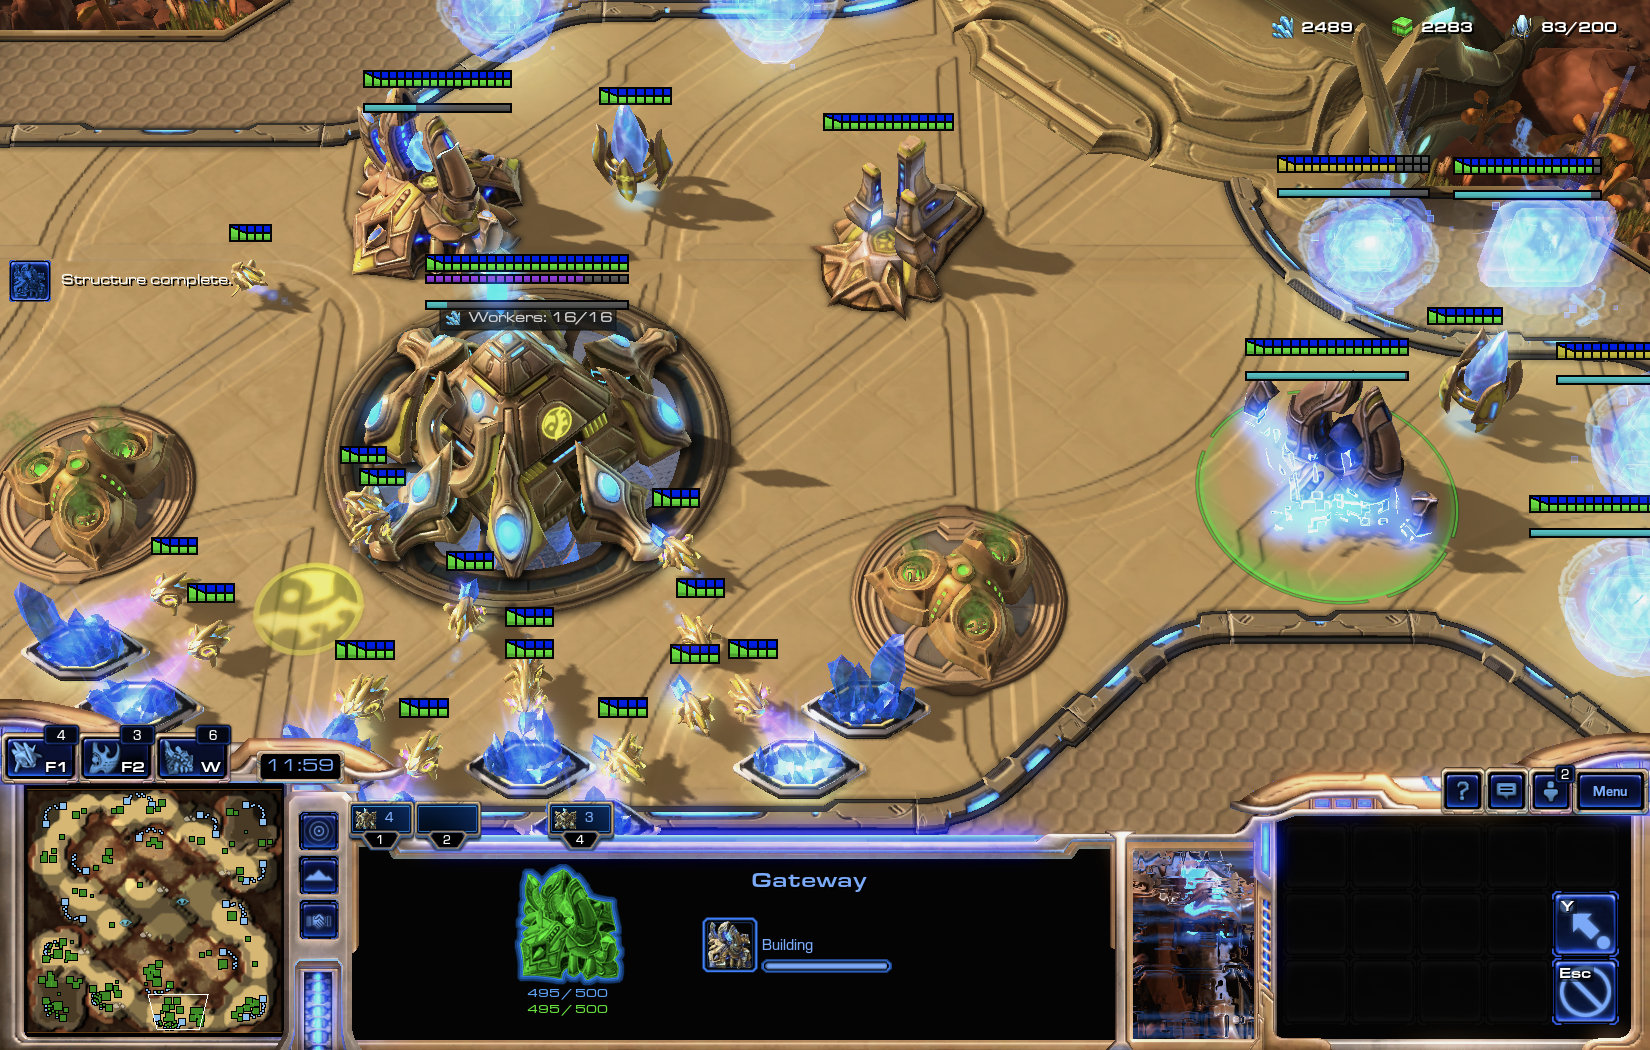 2489 2283 83/200
Structure complete.
Workers: 16/16
4 3 6
F1 F2 W
11:59
2
? Menu
4 3
1 2 4
Gateway
Building
495/500
495/500
Y
Esc